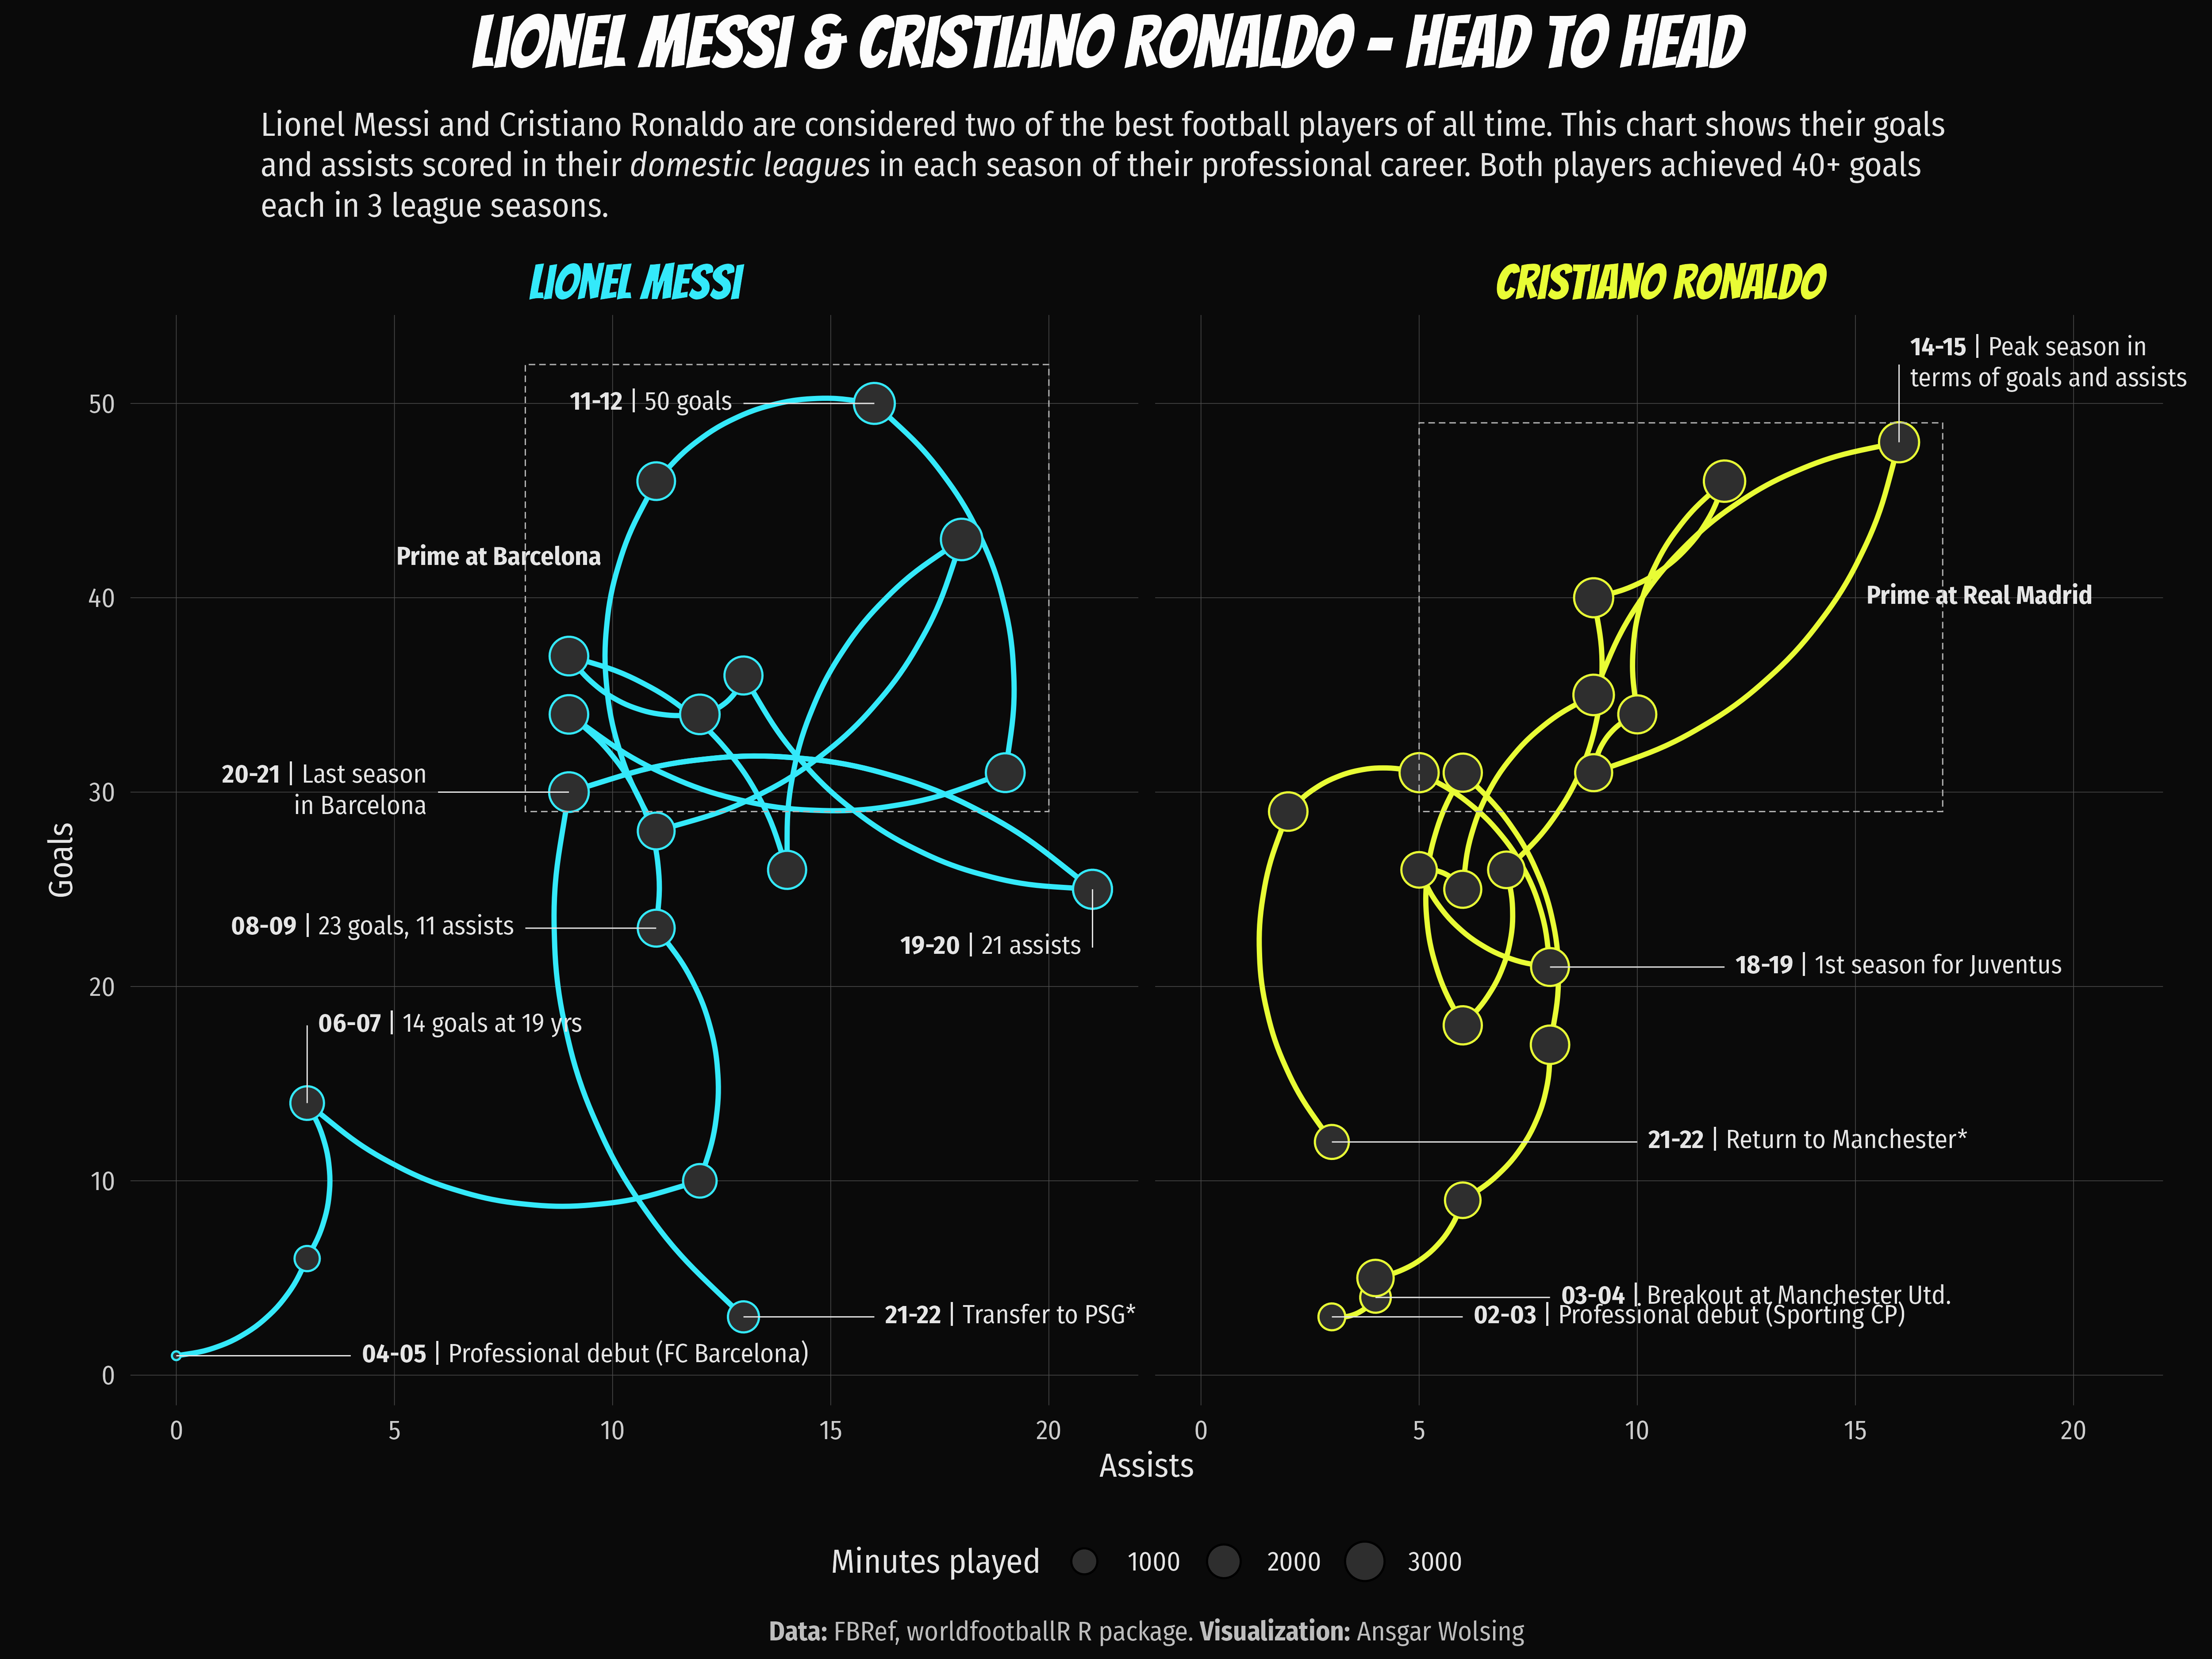 LIONEL MESSI & CRISTIANO RONALDO - HEAD TO HEAD
Lionel Messi and Cristiano Ronaldo are considered two of the best football players of all time. This chart shows their goals
and assists scored in their domestic leagues in each season of their professional career. Both players achieved 40+ goals
each in 3 league seasons.
LIONEL MESSI
50
40
30
20
10
0
Goals
11-12 | 50 goals
Prime at Barcelona
20-21 | Last season
in Barcelona
08-09 | 23 goals, 11 assists
19-20 | 21 assists
06-07 | 14 goals at 19 yrs
21-22 | Transfer to PSG*
04-05 | Professional debut (FC Barcelona)
0 5 10 15 20
CRISTIANO RONALDO
14-15 | Peak season in
terms of goals and assists
Prime at Real Madrid
18-19 | 1st season for Juventus
21-22 | Return to Manchester*
03-04 | Breakout at Manchester Utd.
02-03 | Professional debut (Sporting CP)
0 5 10 15 20
Assists
Minutes played 1000 2000 3000
Data: FBRef, worldfootballR R package. Visualization: Ansgar Wolsing